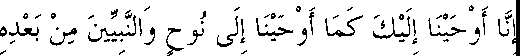 إِنَّا أَوْحَيْنَا إِلَيْكَ كَمَا أَوْحَيْنَا إِلَى نُوحٍ وَالنَّبِيِّينَ مِنْ بَعْدِهِ